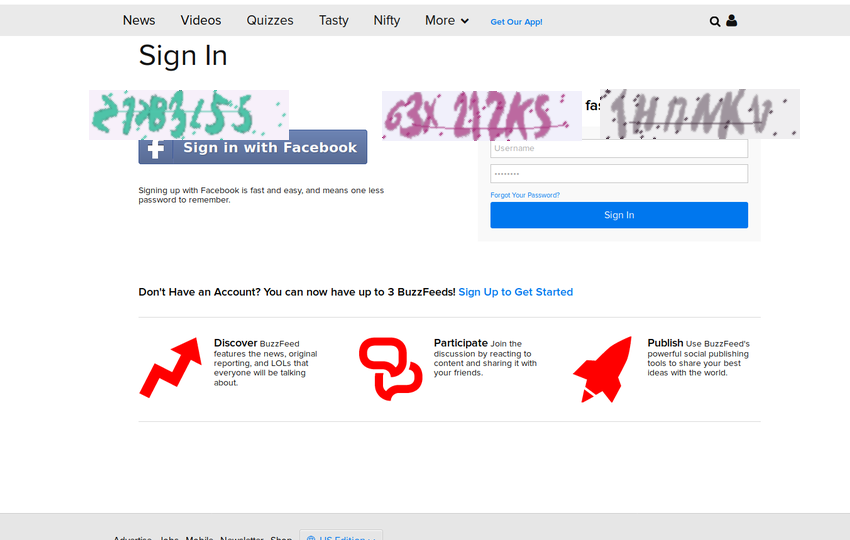 News Videos Quizzes Tasty Nifty More Get Our App!
Sign In
Sign in with Facebook
Signing up with Facebook is fast and easy, and means one less
password to remember.
Username
Forgot Your Password?
Sign In
Don't Have an Account? You can now have up to 3 BuzzFeeds! Sign Up to Get Started
Discover BuzzFeed
features the news, original
reporting, and LOLs that
everyone will be talking
about.
Participate Join the
discussion by reacting to
content and sharing it with
your friends.
Publish Use BuzzFeed's
powerful social publishing
tools to share your best
ideas with the world.
Advertise Jobs Mobile Newsletter Shop US Edition